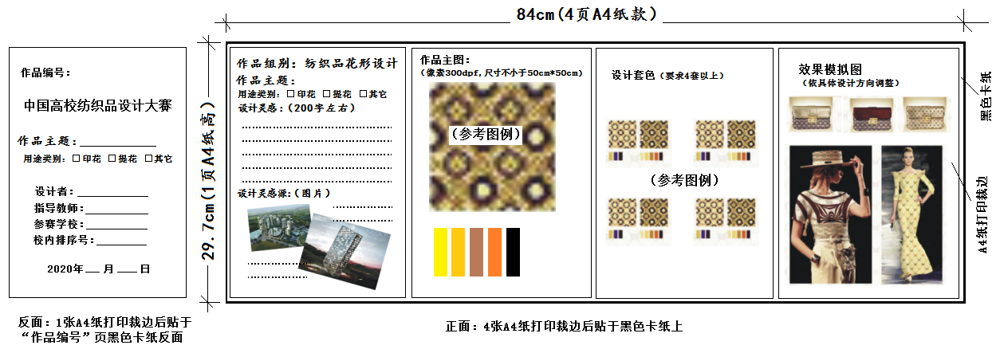 84cm(4页A4纸款）
作品编号：
中国高校纺织品设计大赛
作品主题：
用途类别：□印花 □提花 □其它
设计者：
指导教师：
参赛学校：
校内排序号：
2020年 月 日
反面：1张A4纸打印裁边后贴于
“作品编号”页黑色卡纸反面
29.7cm(1页A4纸高）
作品组别：纺织品花形设计
作品主题：
用途类别：□印花 □提花 □其它
设计灵感：（200字左右）
设计灵感源：（图片）
作品主图：
（像素300dpf, 尺寸不小于50cm*50cm）
（参考图例）
设计套色（要求4套以上）
（参考图例）
效果模拟图
（依具体设计方向调整）
黑色卡纸
A4纸打印裁边
正面：4张A4纸打印裁边后贴于黑色卡纸上